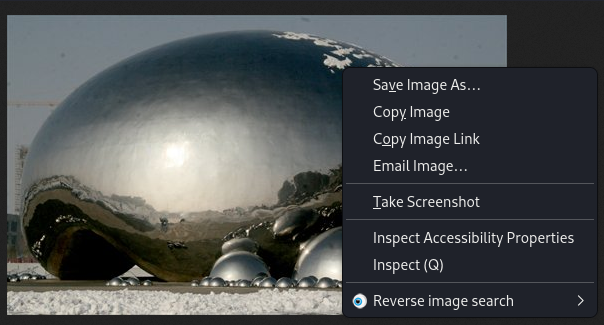 Save Image As…
Copy Image
Copy Image Link
Email Image…
Take Screenshot
Inspect Accessibility Properties
Inspect (Q)
Reverse image search